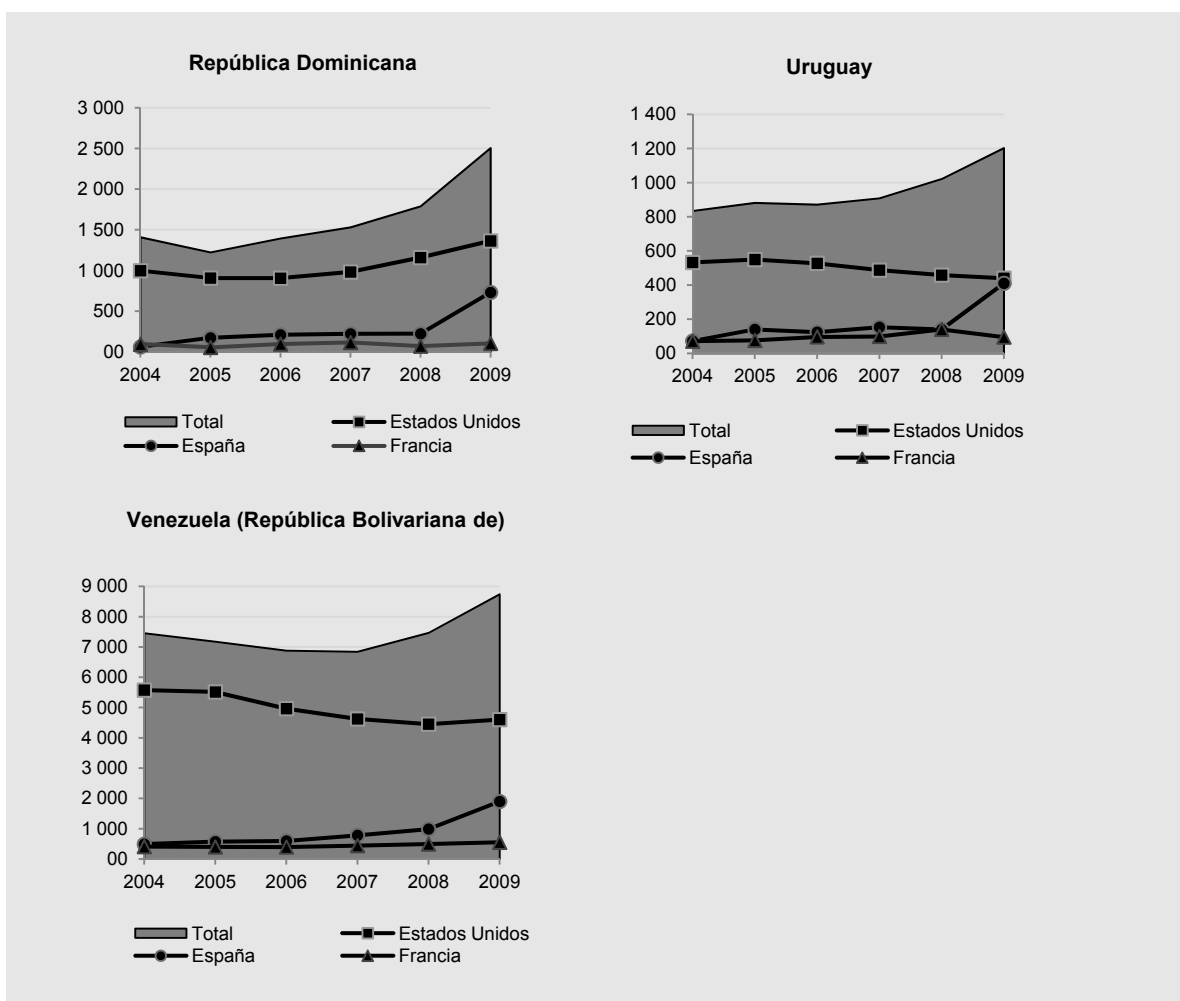 República Dominicana
3 000
2 500
2 000
1 500
1 000
500
00
2004 2005 2006 2007 2008 2009
Total Estados Unidos
España Francia
Uruguay
1 400
1 200
1 000
800
600
400
200
00
2004 2005 2006 2007 2008 2009
Total Estados Unidos
España Francia
Venezuela (República Bolivariana de)
9 000
8 000
7 000
6 000
5 000
4 000
3 000
2 000
1 000
00
2004 2005 2006 2007 2008 2009
Total Estados Unidos
España Francia